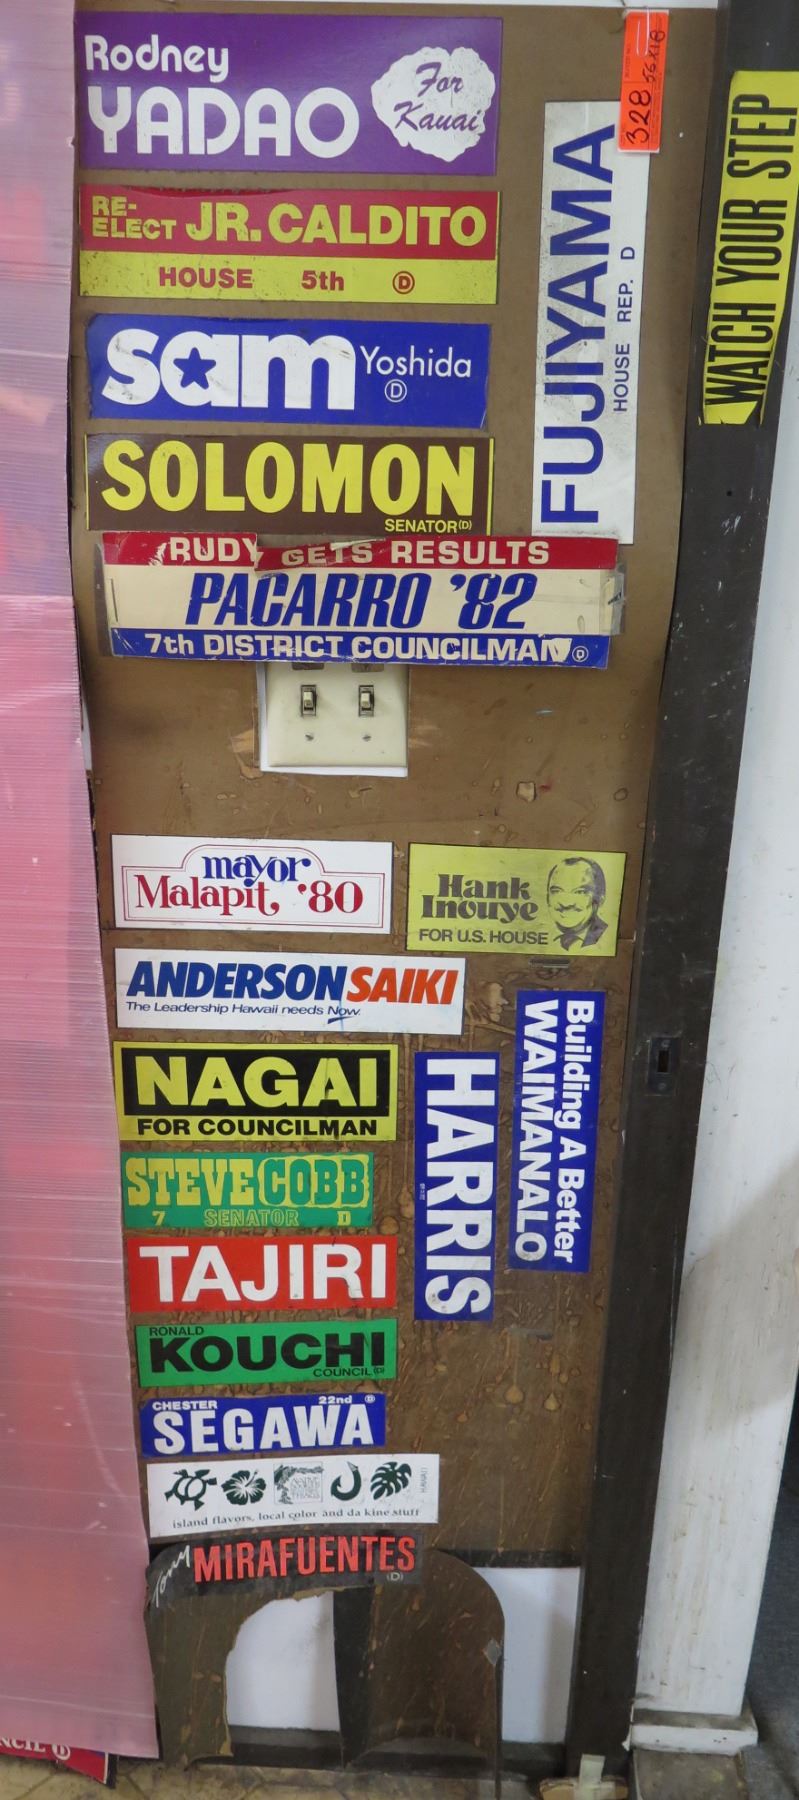 Rodney
YADAO
For
Kauai
328
56x18
WATCH YOUR STEP
FUJIYAMA
HOUSE REP. D
RE-
ELECT JR. CALDITO
HOUSE 5th D
sam Yoshida
D
SOLOMON
SENATOR (D)
RUDY GETS RESULTS
PACARRO '82
7th DISTRICT COUNCILMAN D
mayor
Malapit '80
Hank
Inouye
FOR U.S. HOUSE
ANDERSON SAIKI
The Leadership Hawaii needs Now.
Building A Better
WAIMANALO
HARRIS
NAGAI
FOR COUNCILMAN
STEVE COBB
7 SENATOR D
TAJIRI
RONALD
KOUCHI
COUNCIL (D)
CHESTER 22nd D
SEGAWA
HAWAII
island flavors, local color and da kine stuff
Tony MIRAFUENTES
(D)
NCIL D